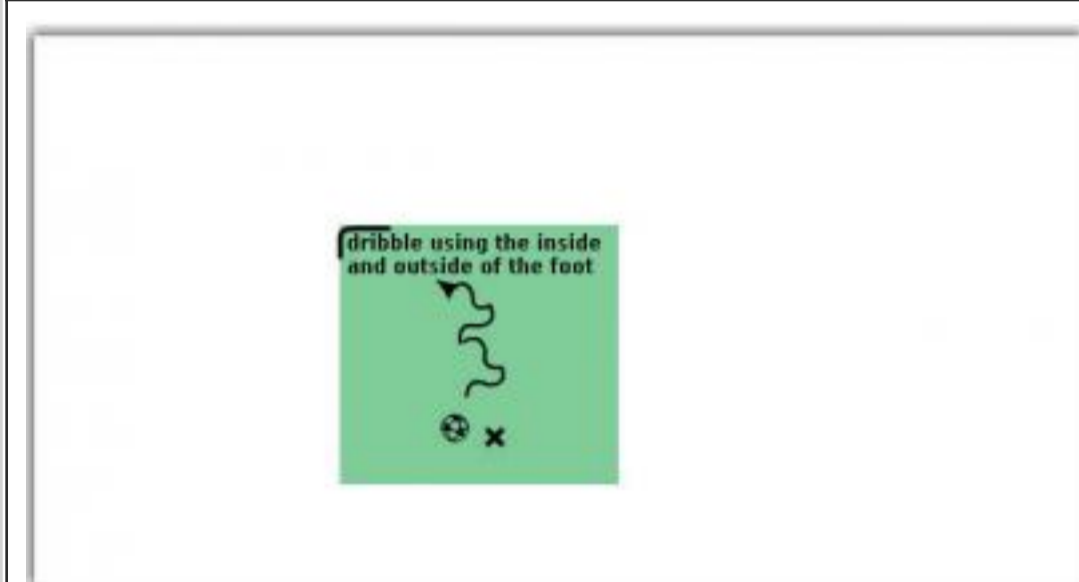 dribble using the inside
and outside of the foot